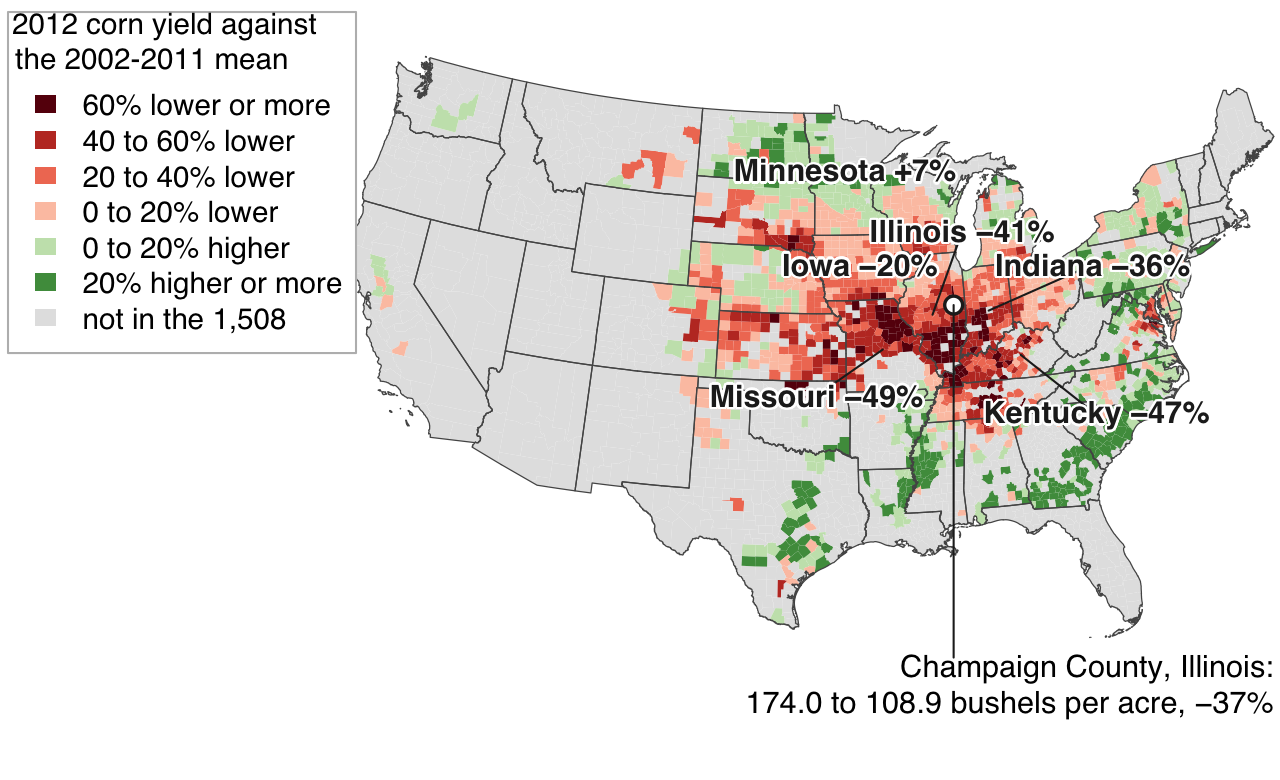 2012 corn yield against
the 2002-2011 mean
60% lower or more
40 to 60% lower
20 to 40% lower
0 to 20% lower
0 to 20% higher
20% higher or more
not in the 1,508
Minnesota +7%
Illinois −41%
Iowa −20%
Indiana −36%
Missouri −49%
Kentucky −47%
Champaign County, Illinois:
174.0 to 108.9 bushels per acre, −37%